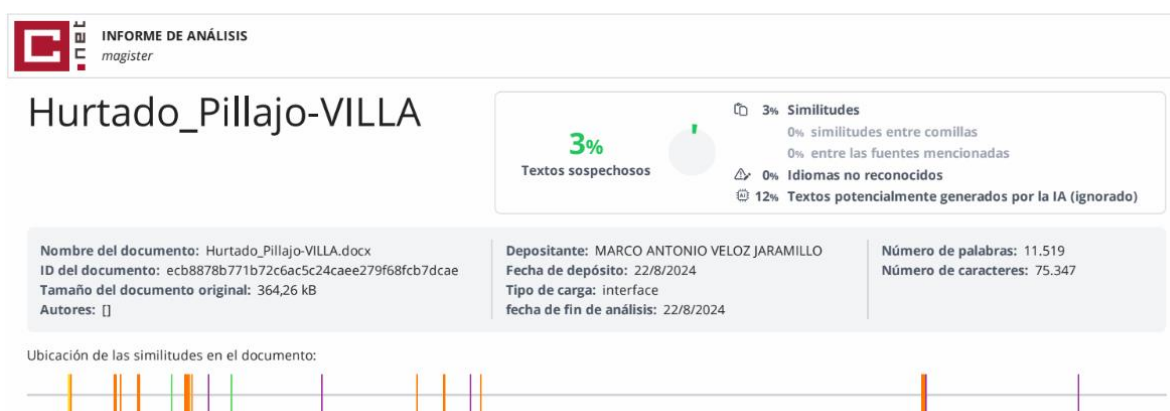 INFORME DE ANÁLISIS
magister
.net
Hurtado_Pillajo-VILLA
3%
Textos sospechosos
3% Similitudes
0% similitudes entre comillas
0% entre las fuentes mencionadas
0% Idiomas no reconocidos
AI 12% Textos potencialmente generados por la IA (ignorado)
Nombre del documento: Hurtado_Pillajo-VILLA.docx
ID del documento: ecb8878b771b72c6ac5c24caee279f68fcb7dcae
Tamaño del documento original: 364,26 kB
Autores: []
Depositante: MARCO ANTONIO VELOZ JARAMILLO
Fecha de depósito: 22/8/2024
Tipo de carga: interface
fecha de fin de análisis: 22/8/2024
Número de palabras: 11.519
Número de caracteres: 75.347
Ubicación de las similitudes en el documento: